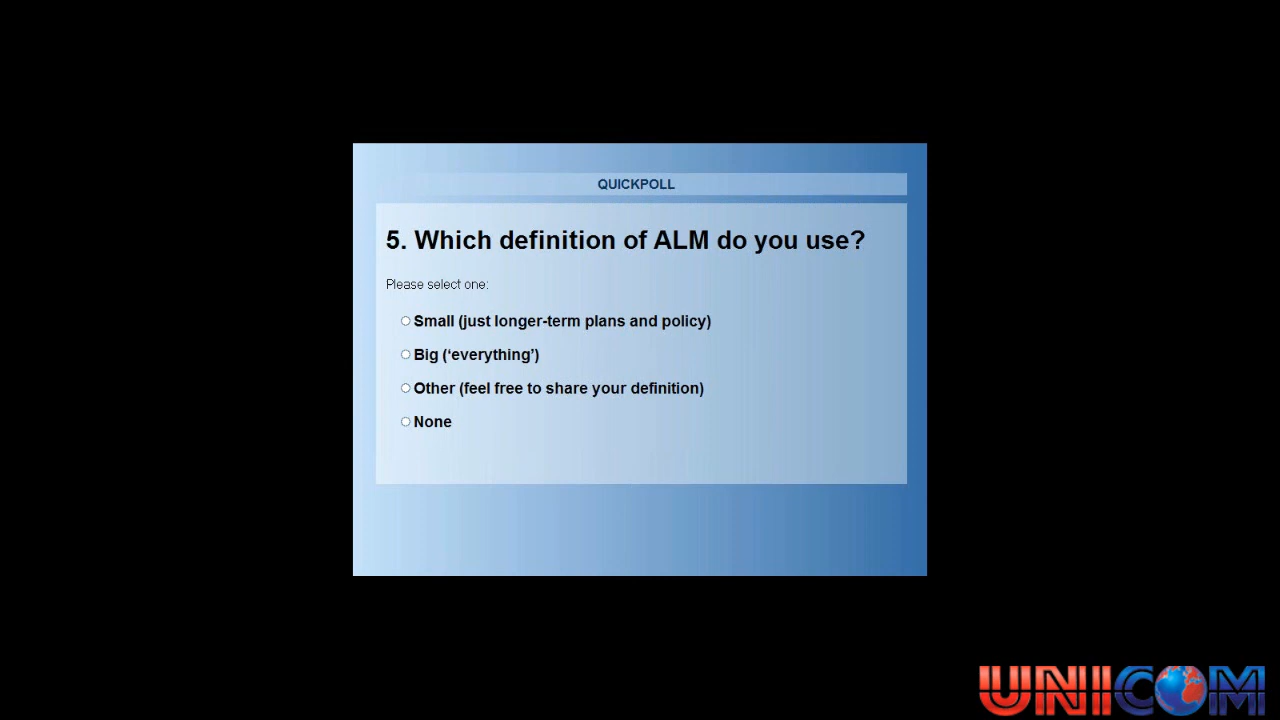 QUICKPOLL
5. Which definition of ALM do you use?
Please select one:
Small (just longer-term plans and policy)
Big (‘everything’)
Other (feel free to share your definition)
None
UNICOM